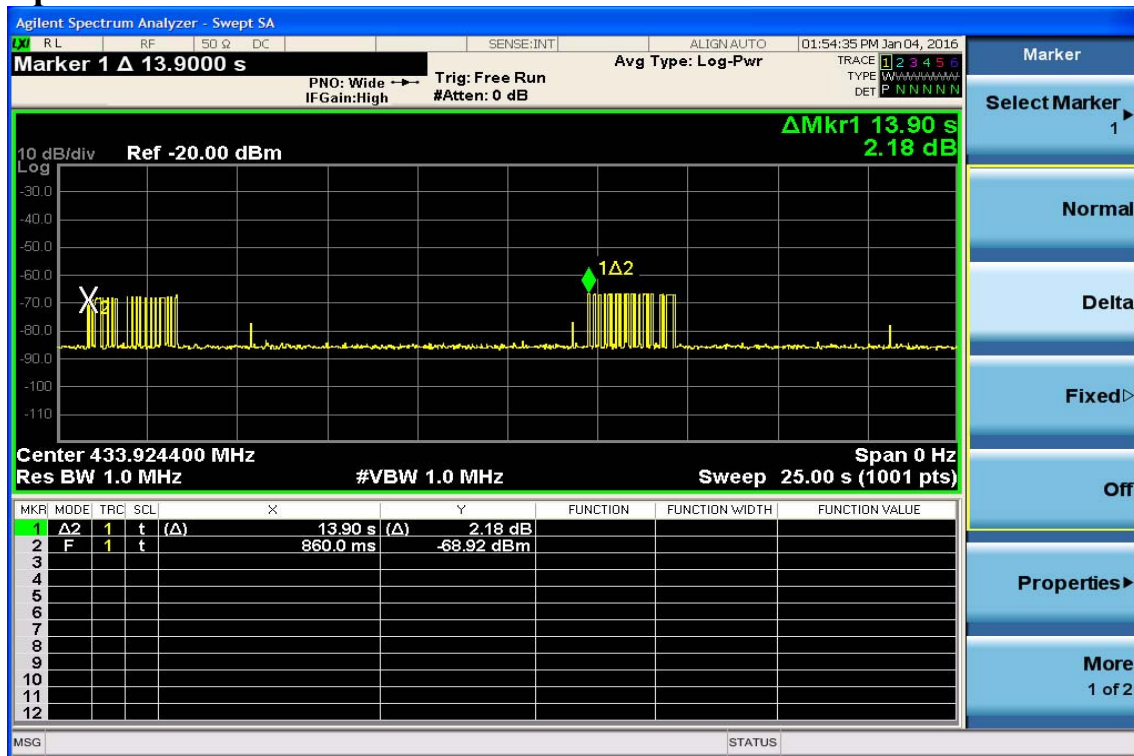 Agilent Spectrum Analyzer - Swept SA
LXI RL RF 50 Ω DC SENSE:INT ALIGN AUTO 01:54:35 PM Jan 04, 2016
Marker 1 Δ 13.9000 s
PNO: Wide
IFGain:High
Trig: Free Run
#Atten: 0 dB
Avg Type: Log-Pwr
TRACE 1 2 3 4 5 6
TYPE W
DET P N N N N N
ΔMkr1 13.90 s
2.18 dB
10 dB/div Ref -20.00 dBm
Log
-30.0
-40.0
-50.0
-60.0
-70.0
-80.0
-90.0
-100
-110
X2
1Δ2
Center 433.924400 MHz Span 0 Hz
Res BW 1.0 MHz #VBW 1.0 MHz Sweep 25.00 s (1001 pts)
MKR MODE TRC SCL X Y FUNCTION FUNCTION WIDTH FUNCTION VALUE
1 Δ2 1 t (Δ) 13.90 s (Δ) 2.18 dB
2 F 1 t 860.0 ms -68.92 dBm
3
4
5
6
7
8
9
10
11
12
MSG STATUS
Marker
Select Marker
1
Normal
Delta
Fixed
Off
Properties
More
1 of 2